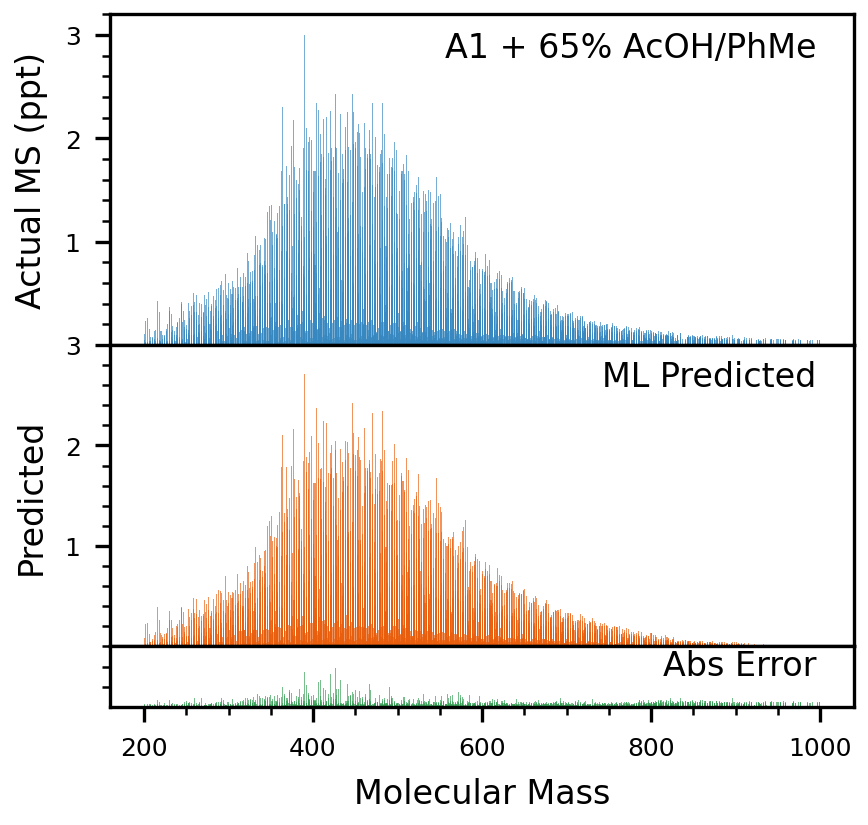 A1 + 65% AcOH/PhMe
Actual MS (ppt)
3
2
1
3
ML Predicted
Predicted
2
1
Abs Error
200 400 600 800 1000
Molecular Mass